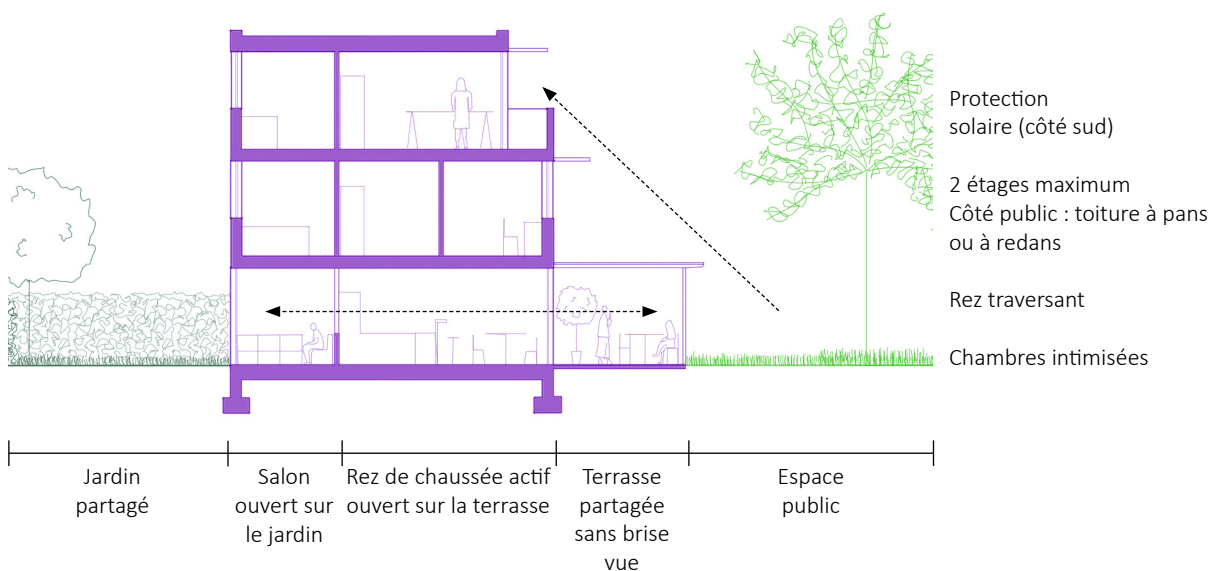 Protection
solaire (côté sud)
2 étages maximum
Côté public : toiture à pans
ou à redans
Rez traversant
Chambres intimisées
Jardin
partagé
Salon
ouvert sur
le jardin
Rez de chaussée actif
ouvert sur la terrasse
Terrasse
partagée
sans brise
vue
Espace
public